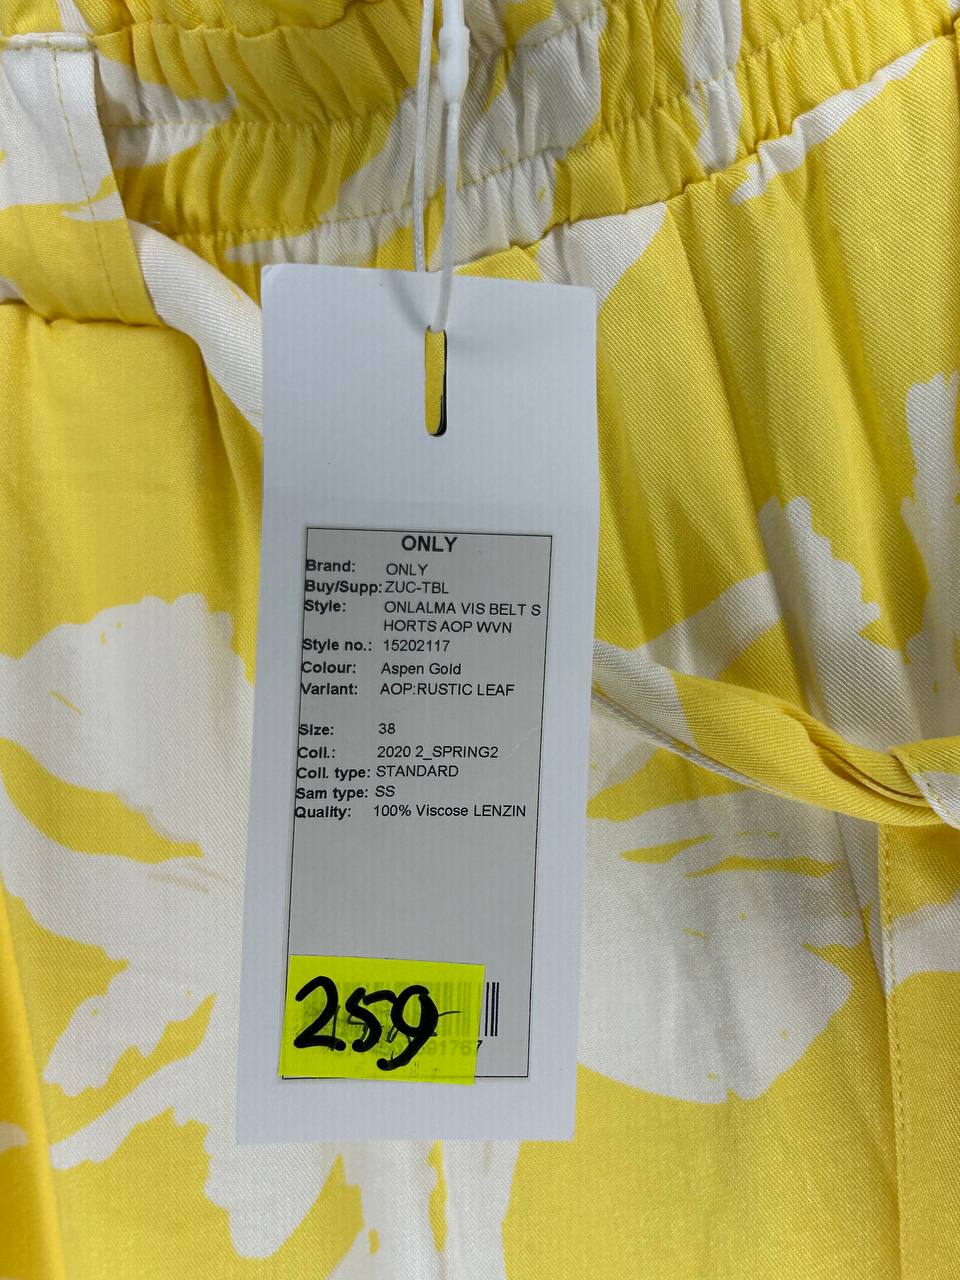 ONLY
Brand: ONLY
Buy/Supp: ZUC-TBL
Style: ONLALMA VIS BELT S
HORTS AOP WVN
Style no.: 15202117
Colour: Aspen Gold
Variant: AOP:RUSTIC LEAF
Size: 38
Coll.: 2020 2_SPRING2
Coll. type: STANDARD
Sam type: SS
Quality: 100% Viscose LENZIN
259